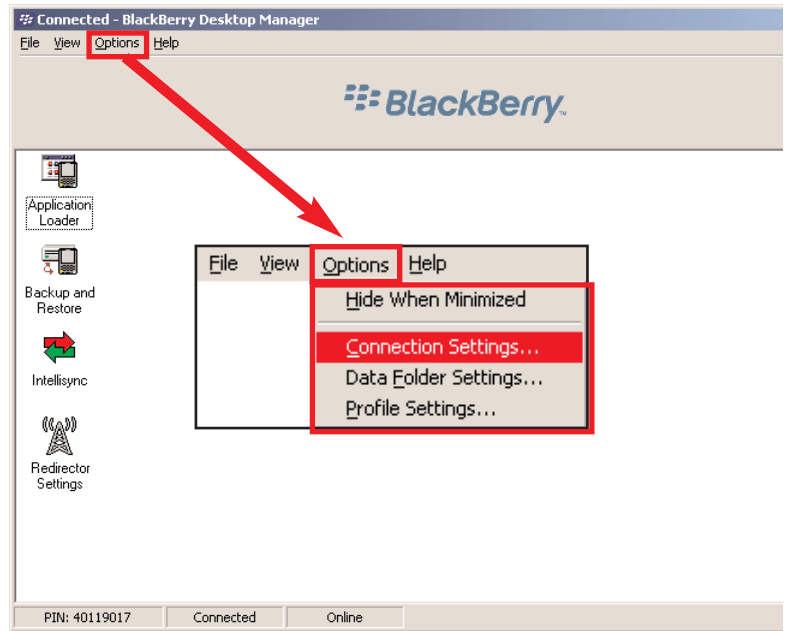 Connected - BlackBerry Desktop Manager
File View Options Help
BlackBerry™
Application
Loader
Backup and
Restore
Intellisync
Redirector
Settings
File View Options Help
Hide When Minimized
Connection Settings...
Data Folder Settings...
Profile Settings...
PIN: 40119017 Connected Online